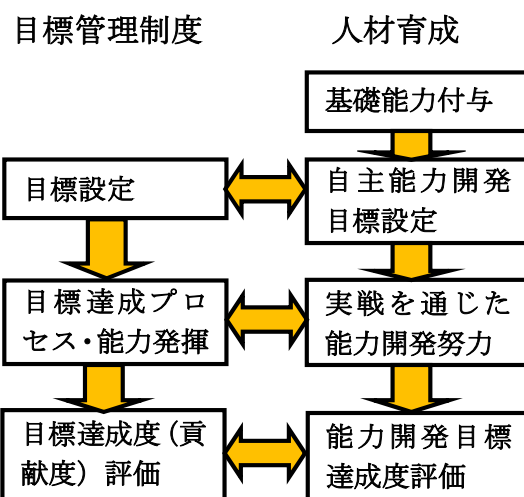 目標管理制度
人材育成
基礎能力付与
目標設定
自主能力開発
目標設定
目標達成プロ
セス・能力発揮
実戦を通じた
能力開発努力
目標達成度（貢
献度）評価
能力開発目標
達成度評価